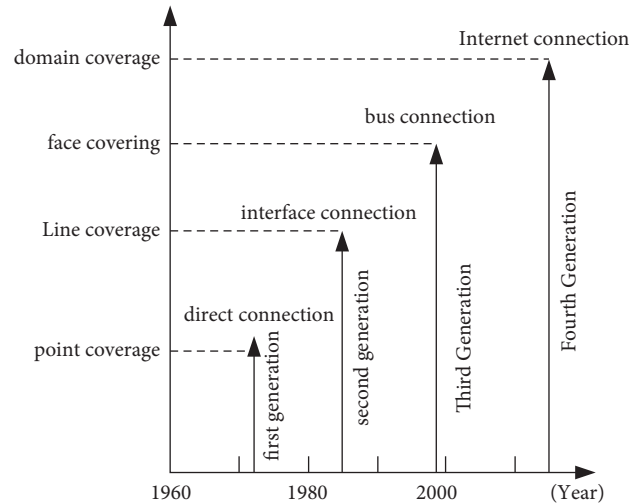 Internet connection
domain coverage
bus connection
face covering
interface connection
Line coverage
direct connection
point coverage
first generation
second generation
Third Generation
Fourth Generation
1960
1980
2000
(Year)